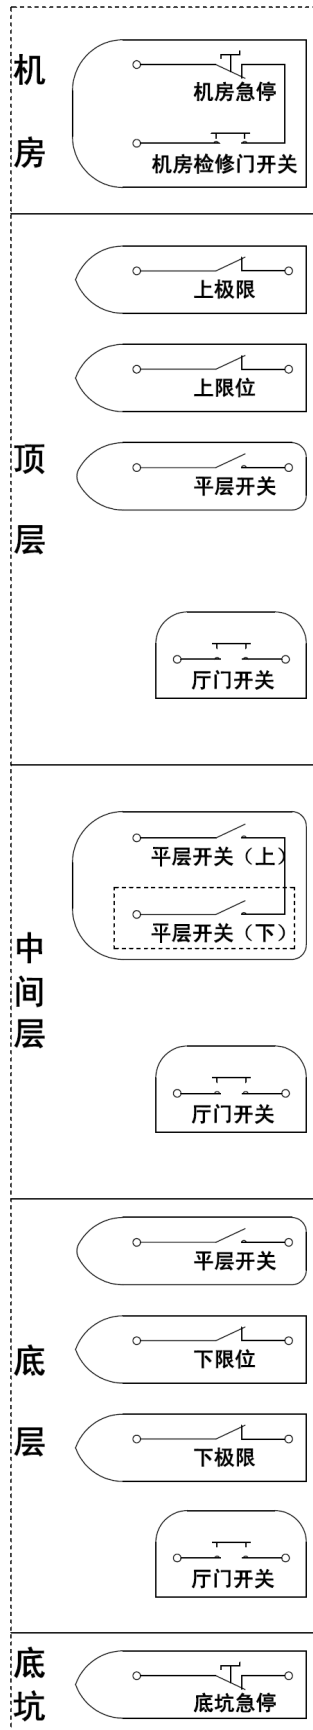 机房
机房急停
机房检修门开关
顶层
上极限
上限位
平层开关
厅门开关
中间层
平层开关（上）
平层开关（下）
厅门开关
底层
平层开关
下限位
下极限
厅门开关
底坑
底坑急停